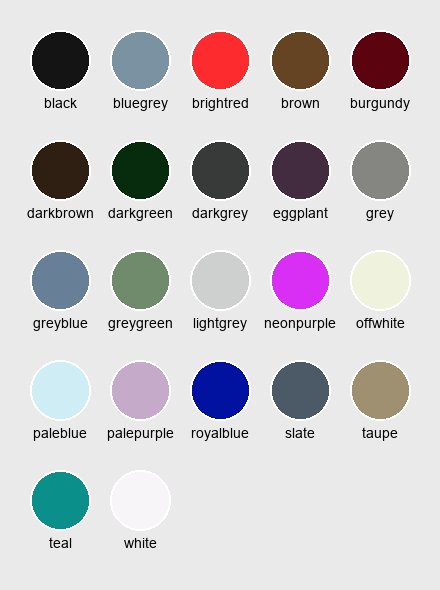 black bluegrey brightred brown burgundy
darkbrown darkgreen darkgrey eggplant grey
greyblue greygreen lightgrey neonpurple offwhite
paleblue palepurple royalblue slate taupe
teal white